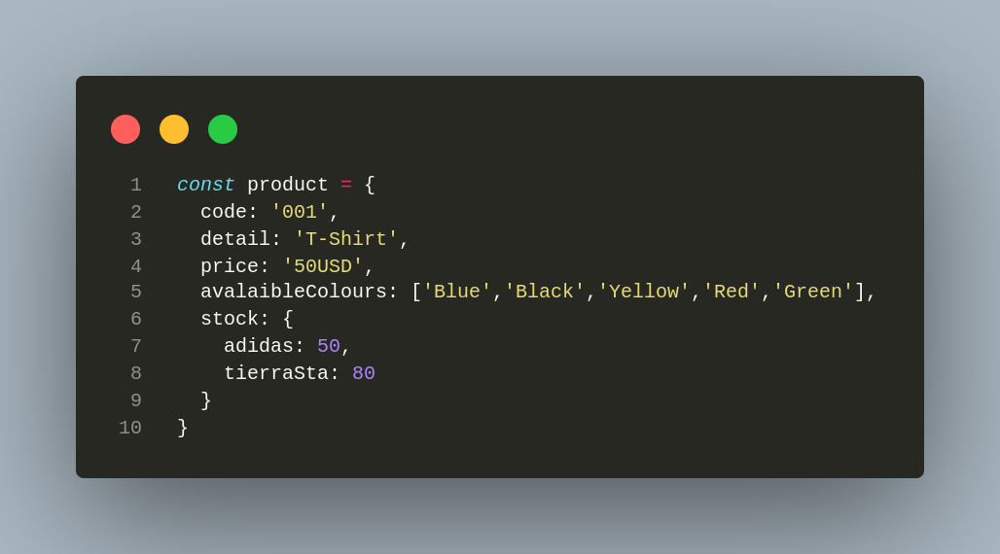 1 const product = {
2   code: '001',
3   detail: 'T-Shirt',
4   price: '50USD',
5   avalaibleColours: ['Blue','Black','Yellow','Red','Green'],
6   stock: {
7     adidas: 50,
8     tierraSta: 80
9   }
10 }